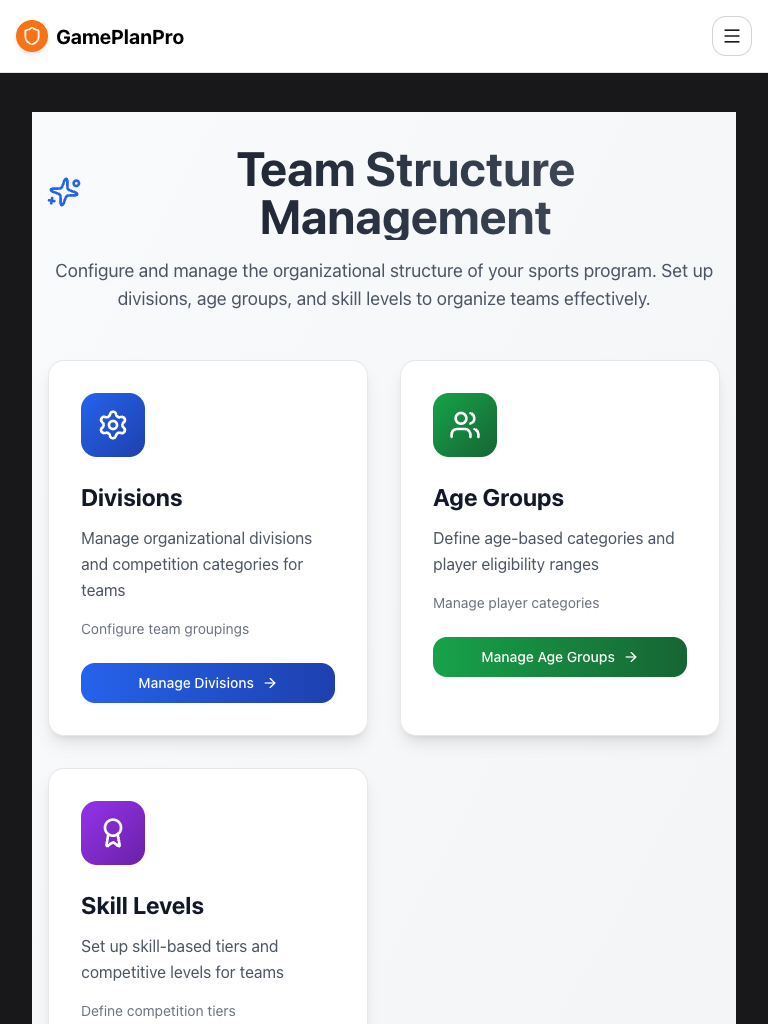 GamePlanPro
Team Structure
Management
Configure and manage the organizational structure of your sports program. Set up
divisions, age groups, and skill levels to organize teams effectively.
Divisions
Manage organizational divisions
and competition categories for
teams
Configure team groupings
Manage Divisions
Age Groups
Define age-based categories and
player eligibility ranges
Manage player categories
Manage Age Groups
Skill Levels
Set up skill-based tiers and
competitive levels for teams
Define competition tiers